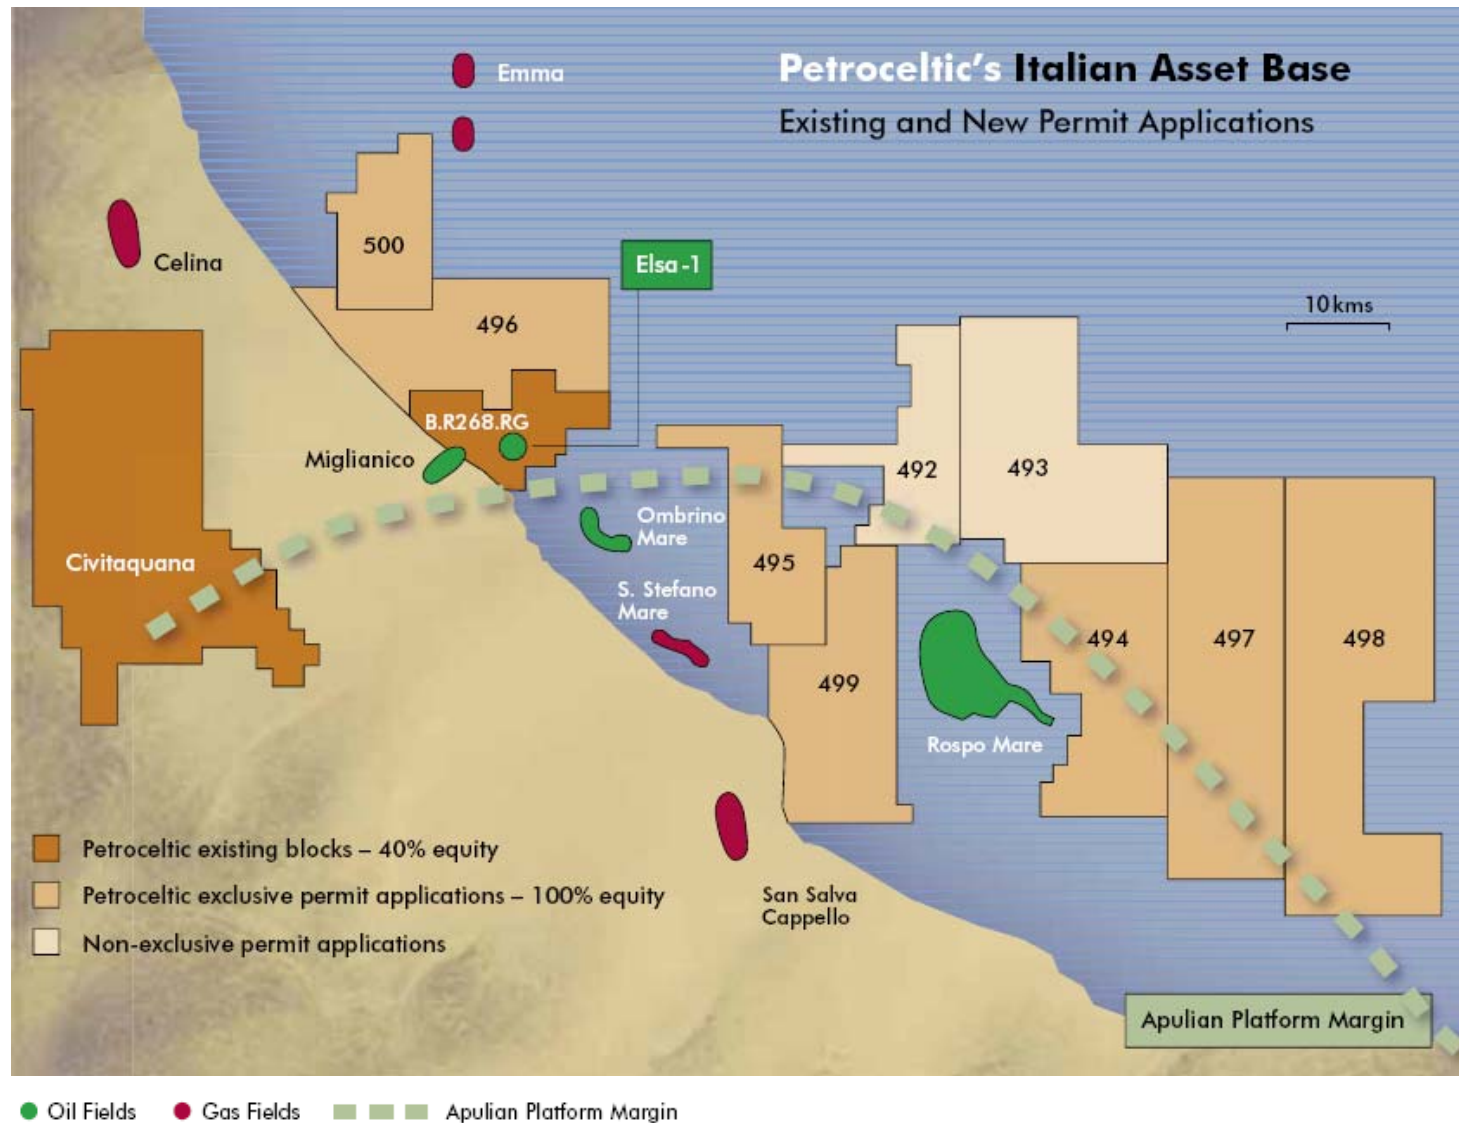 Petroceltic's Italian Asset Base
Existing and New Permit Applications
Emma
Celina
500
Elsa-1
496
10 kms
B.R268.RG
Miglianico
492
493
Ombrino
Mare
Civitaquana
495
S. Stefano
Mare
494
497
498
499
Rospo Mare
Petroceltic existing blocks – 40% equity
Petroceltic exclusive permit applications – 100% equity
Non-exclusive permit applications
San Salva
Cappello
Apulian Platform Margin
Oil Fields
Gas Fields
Apulian Platform Margin